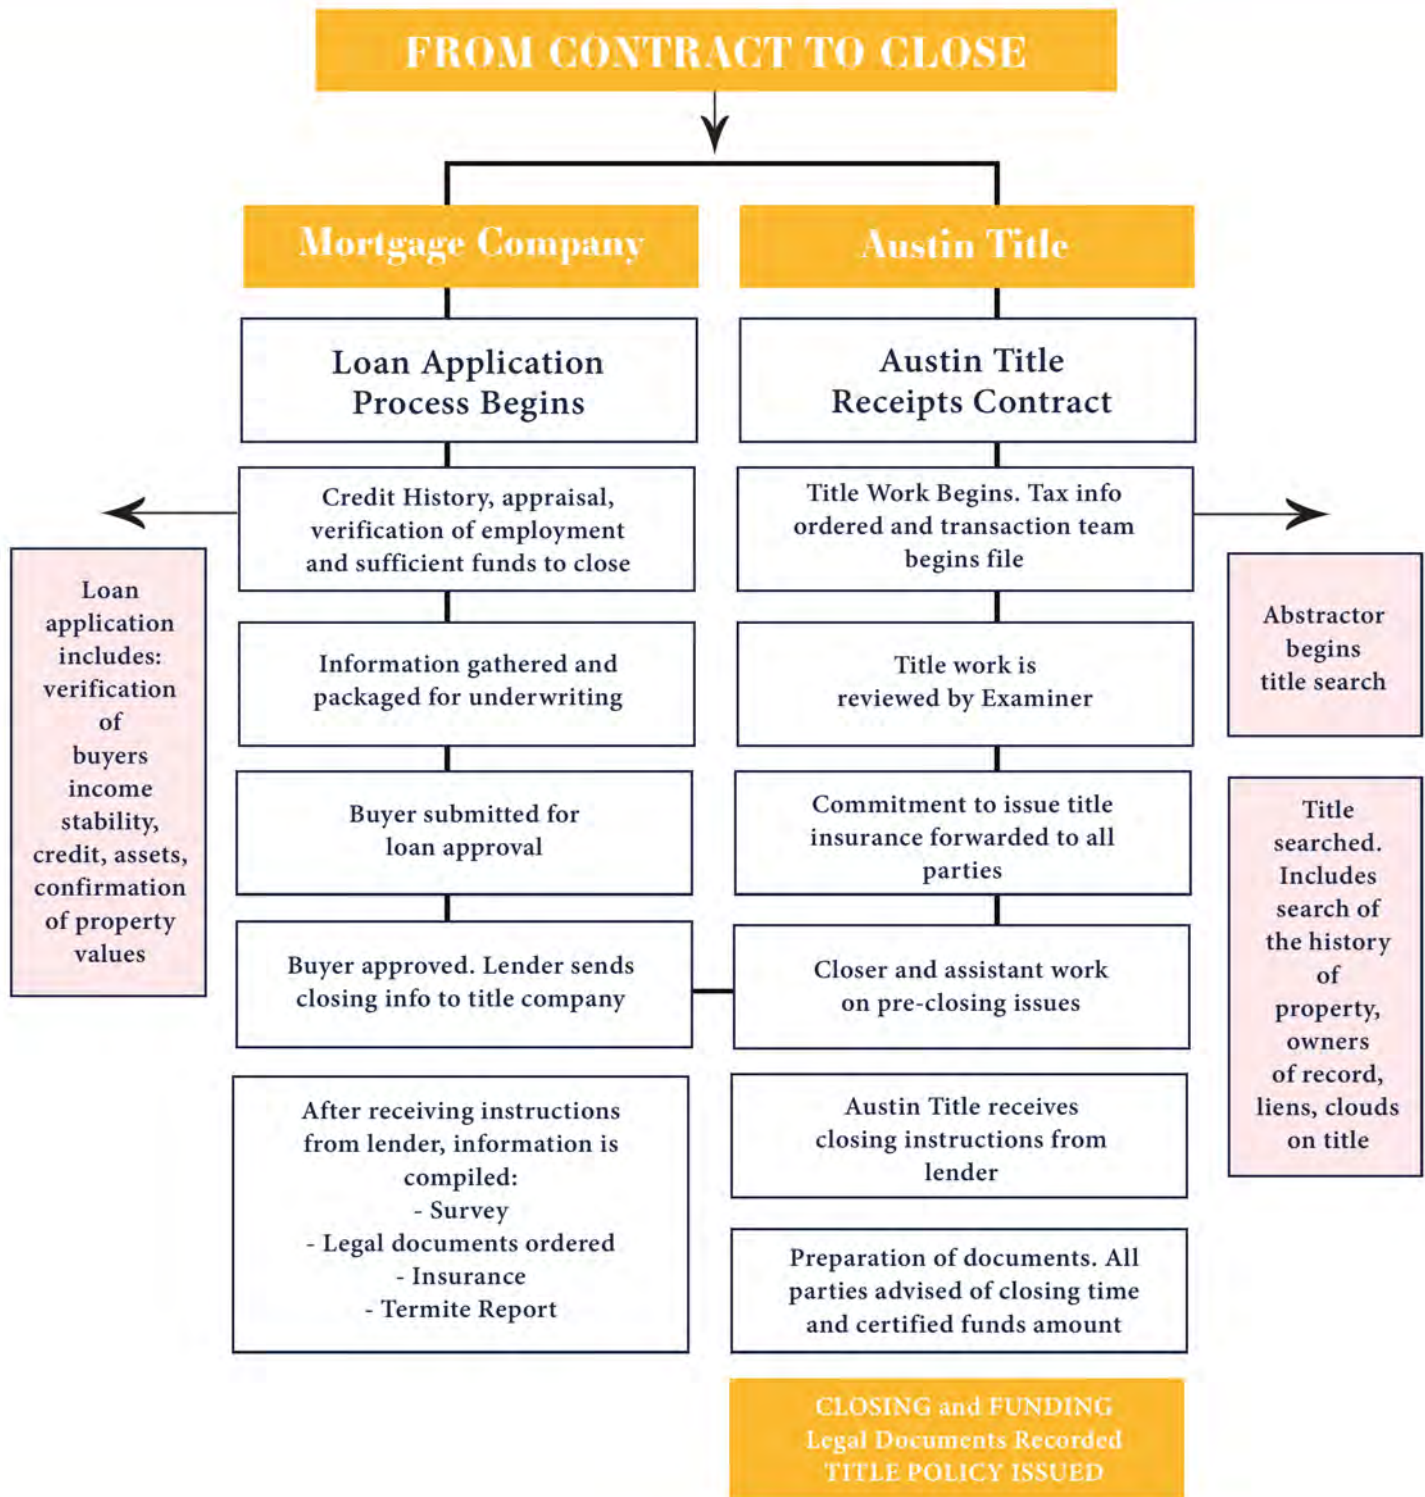 FROM CONTRACT TO CLOSE
Mortgage Company
Loan Application
Process Begins
Credit History, appraisal,
verification of employment
and sufficient funds to close
Loan
application
includes:
verification
of
buyers
income
stability,
credit, assets,
confirmation
of property
values
Information gathered and
packaged for underwriting
Buyer submitted for
loan approval
Buyer approved. Lender sends
closing info to title company
After receiving instructions
from lender, information is
compiled:
- Survey
- Legal documents ordered
- Insurance
- Termite Report
Austin Title
Austin Title
Receipts Contract
Title Work Begins. Tax info
ordered and transaction team
begins file
Abstractor
begins
title search
Title
searched.
Includes
search of
the history
of
property,
owners
of record,
liens, clouds
on title
Title work is
reviewed by Examiner
Commitment to issue title
insurance forwarded to all
parties
Closer and assistant work
on pre-closing issues
Austin Title receives
closing instructions from
lender
Preparation of documents. All
parties advised of closing time
and certified funds amount
CLOSING and FUNDING
Legal Documents Recorded
TITLE POLICY ISSUED